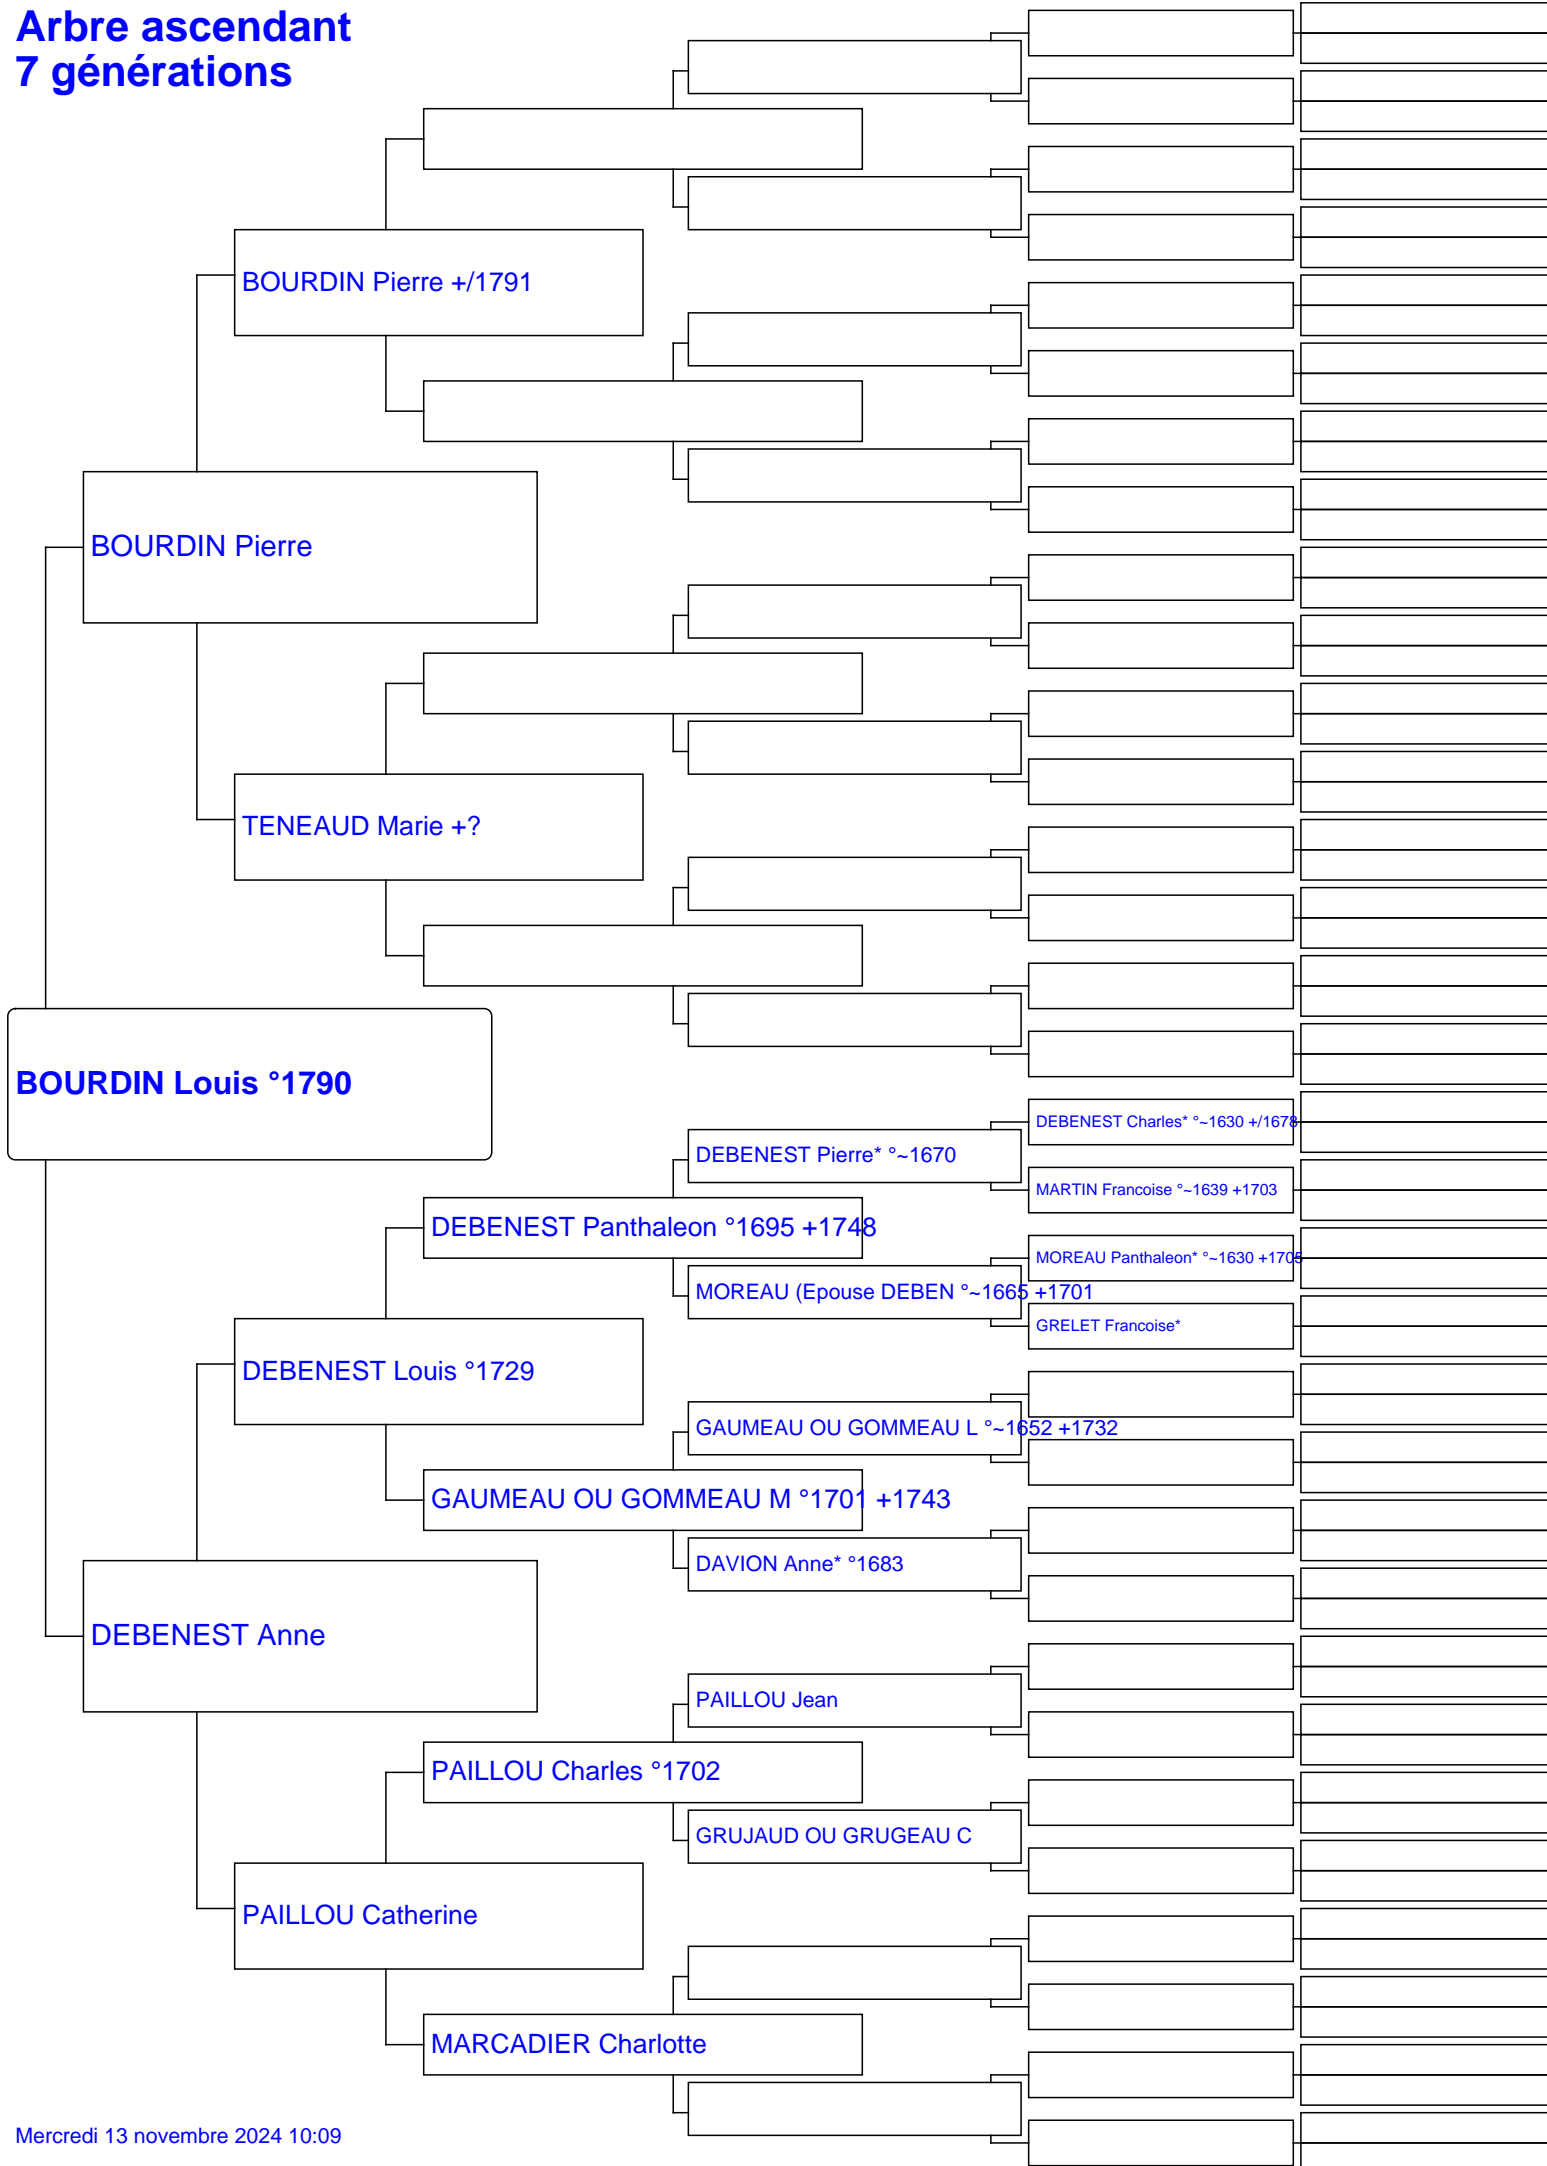 Arbre ascendant
7 générations
BOURDIN Pierre +/1791
BOURDIN Pierre
TENEAUD Marie +?
BOURDIN Louis °1790
DEBENEST Charles* °~1630 +/1678
DEBENEST Pierre* °~1670
MARTIN Francoise °~1639 +1703
DEBENEST Panthaleon °1695 +1748
MOREAU Panthaleon* °~1630 +1705
MOREAU (Epouse DEBEN °~1665 +1701
GRELET Francoise*
DEBENEST Louis °1729
GAUMEAU OU GOMMEAU L °~1652 +1732
GAUMEAU OU GOMMEAU M °1701 +1743
DAVION Anne* °1683
DEBENEST Anne
PAILLOU Jean
PAILLOU Charles °1702
GRUJAUD OU GRUGEAU C
PAILLOU Catherine
MARCADIER Charlotte
Mercredi 13 novembre 2024 10:09